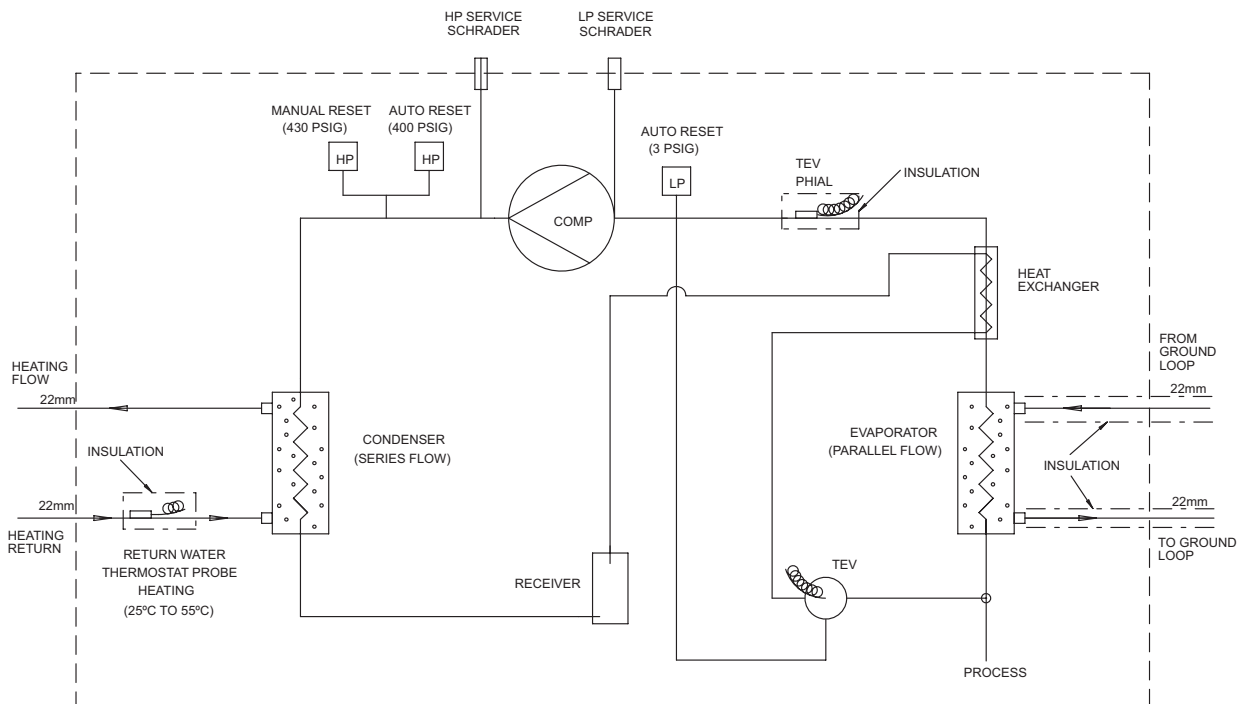 HP SERVICE
SCHRADER
LP SERVICE
SCHRADER
MANUAL RESET
(430 PSIG)
AUTO RESET
(400 PSIG)
AUTO RESET
(3 PSIG)
HP
HP
LP
TEV
PHIAL
INSULATION
COMP
HEAT
EXCHANGER
HEATING
FLOW
22mm
FROM
GROUND
LOOP
22mm
CONDENSER
(SERIES FLOW)
EVAPORATOR
(PARALLEL FLOW)
INSULATION
INSULATION
22mm
22mm
HEATING
RETURN
TO GROUND
LOOP
RETURN WATER
THERMOSTAT PROBE
HEATING
(25ºC TO 55ºC)
RECEIVER
TEV
PROCESS